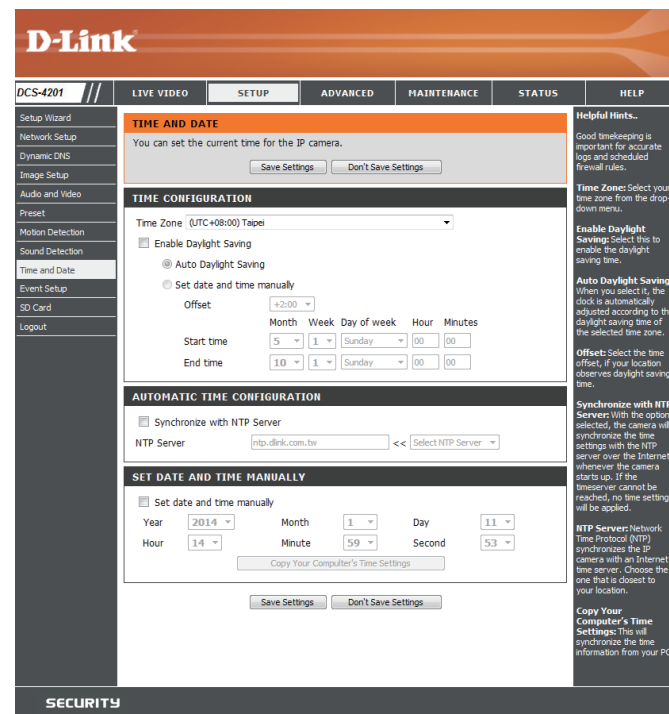 D-Link
DCS-4201
LIVE VIDEO SETUP ADVANCED MAINTENANCE STATUS HELP
Setup Wizard
Network Setup
Dynamic DNS
Image Setup
Audio and Video
Preset
Motion Detection
Sound Detection
Time and Date
Event Setup
SD Card
Logout
TIME AND DATE
You can set the current time for the IP camera.
Save Settings Don't Save Settings
TIME CONFIGURATION
Time Zone (UTC+08:00) Taipei
Enable Daylight Saving
Auto Daylight Saving
Set date and time manually
Offset +2:00
Month Week Day of week Hour Minutes
Start time 5 1 Sunday 00 00
End time 10 1 Sunday 00 00
AUTOMATIC TIME CONFIGURATION
Synchronize with NTP Server
NTP Server ntp.dlink.com.tw << Select NTP Server
SET DATE AND TIME MANUALLY
Set date and time manually
Year 2014 Month 1 Day 11
Hour 14 Minute 59 Second 53
Copy Your Computer's Time Settings
Save Settings Don't Save Settings
Helpful Hints..
Good timekeeping is
important for accurate
logs and scheduled
firewall rules.
Time Zone: Select your
time zone from the drop-
down menu.
Enable Daylight
Saving: Select this to
enable the daylight
saving time.
Auto Daylight Saving
When you select it, the
clock is automatically
adjusted according to th
daylight saving time of
the selected time zone.
Offset: Select the time
offset, if your location
observes daylight saving
time.
Synchronize with NTP
Server: With the option
selected, the camera will
synchronize the time
settings with the NTP
server over the Internet
whenever the camera
starts up. If the
timeserver cannot be
reached, no time setting
will be applied.
NTP Server: Network
Time Protocol (NTP)
synchronizes the IP
camera with an Internet
time server. Choose the
one that is closest to
your location.
Copy Your
Computer's Time
Settings: This will
synchronize the time
information from your PC
SECURITY